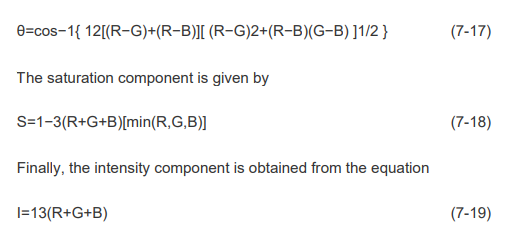 θ=cos−1{ 12[(R−G)+(R−B)][ (R−G)2+(R−B)(G−B) ]1/2 } (7-17)
The saturation component is given by
S=1−3(R+G+B)[min(R,G,B)] (7-18)
Finally, the intensity component is obtained from the equation
I=13(R+G+B) (7-19)